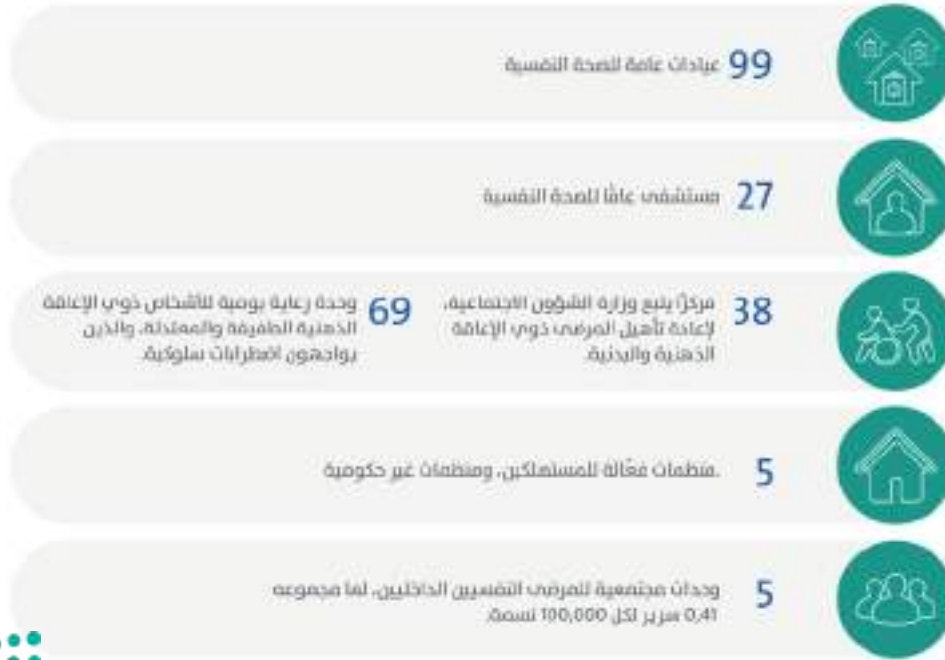 99 عيادات عامة للصحة النفسية
27 مستشفى عامًا للصحة النفسية
38 مركزًا يتبع وزارة الشؤون الاجتماعية،
لإعادة تأهيل المرضى ذوي الإعاقة
الذهنية والبدنية.
69 وحدة رعاية يومية للأشخاص ذوي الإعاقة
الذهنية الطفيفة والمعتدلة، والذين
يواجهون اضطرابات سلوكية.
5 منظمات فعّالة للمستهلكين، ومنظمات غير حكومية.
5 وحدات مجتمعية للمرضى النفسيين الداخليين، لها مجموعه
0,41 سرير لكل 100,000 نسمة.